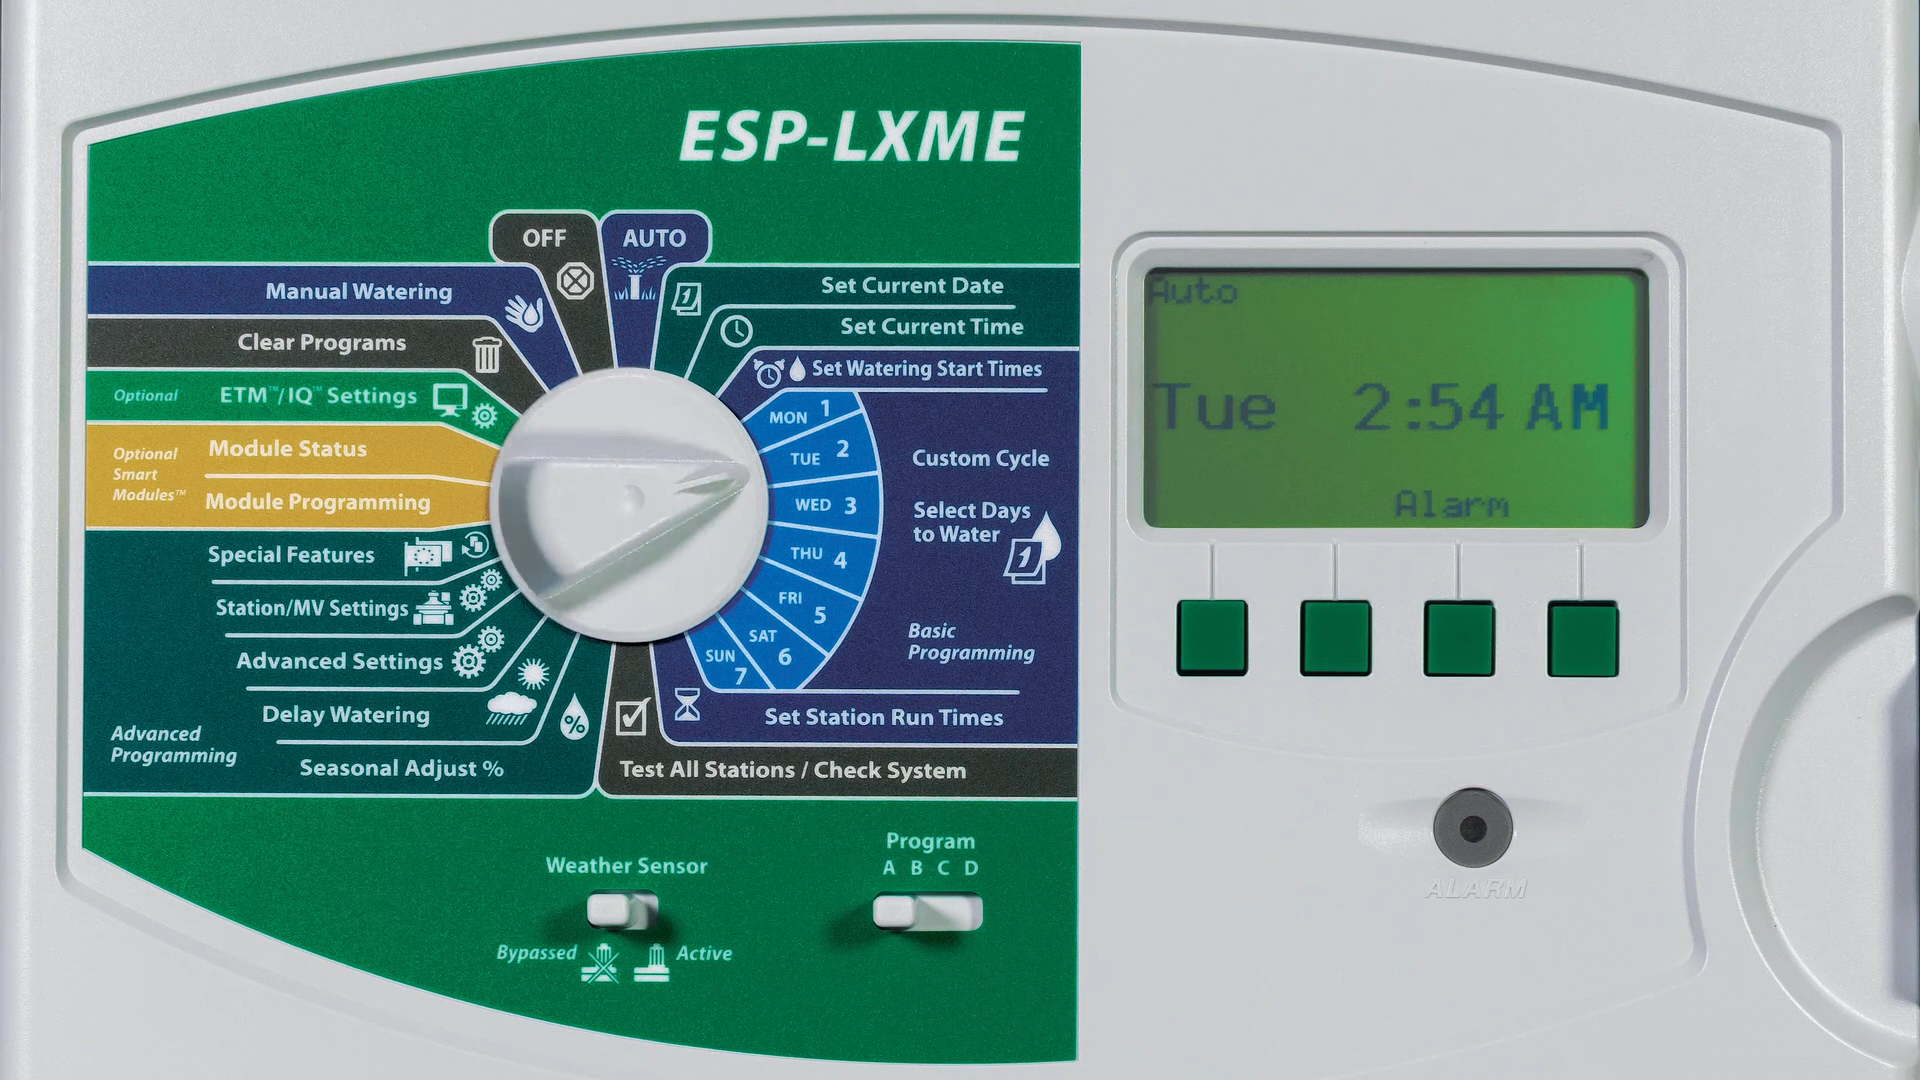 ESP-LXME
OFF
AUTO
Manual Watering
Clear Programs
Optional
ETM™/IQ™ Settings
Optional
Smart
Modules™
Module Status
Module Programming
Special Features
Station/MV Settings
Advanced Settings
Delay Watering
Seasonal Adjust %
Advanced
Programming
%
1
Set Current Date
Set Current Time
Set Watering Start Times
MON 1
TUE 2
WED 3
THU 4
FRI 5
SAT 6
SUN 7
Custom Cycle
Select Days
to Water
1
Basic
Programming
Set Station Run Times
Test All Stations / Check System
Weather Sensor
Bypassed
Active
Program
A B C D
Auto
Tue 2:54 AM
Alarm
ALARM